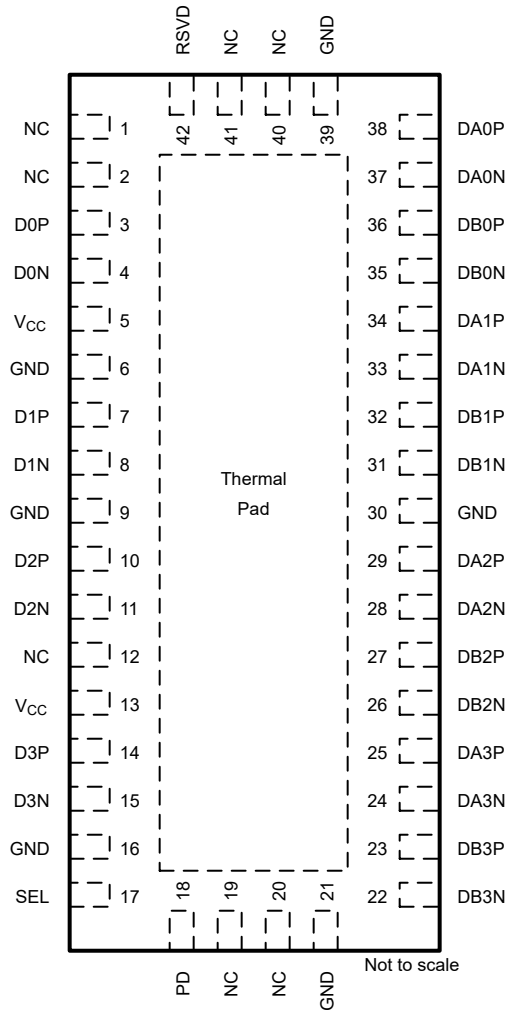 RSVD NC NC GND
42 41 40 39
NC 1 38 DA0P
NC 2 37 DA0N
D0P 3 36 DB0P
D0N 4 35 DB0N
VCC 5 34 DA1P
GND 6 33 DA1N
D1P 7 32 DB1P
D1N 8 31 DB1N
Thermal
Pad
GND 9 30 GND
D2P 10 29 DA2P
D2N 11 28 DA2N
NC 12 27 DB2P
VCC 13 26 DB2N
D3P 14 25 DA3P
D3N 15 24 DA3N
GND 16 23 DB3P
SEL 17 22 DB3N
18 19 20 21
PD NC NC GND
Not to scale